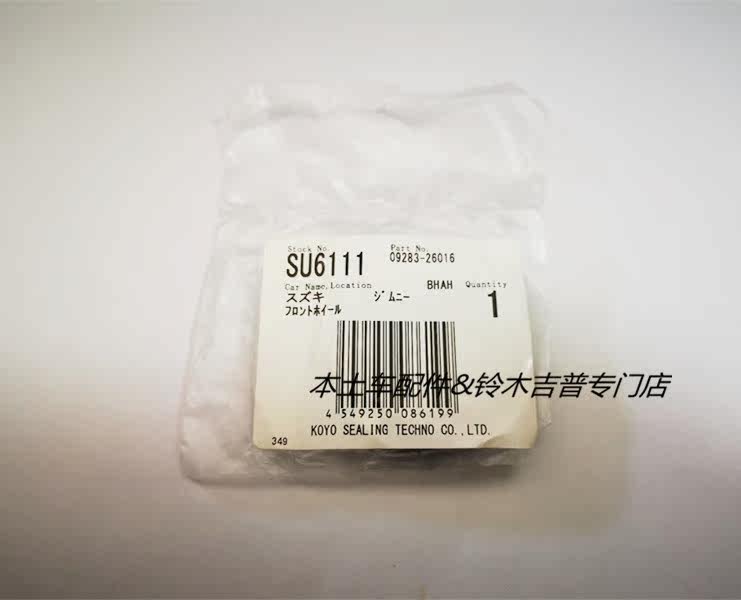 Stock No. Part No.
SU6111 09283-26016
Car Name,Location BHAH Quantity
スズキ ジムニー 1
フロントホイール
本土车配件&铃木吉普专门店
4 549250 086199
KOYO SEALING TECHNO CO.,LTD.
349